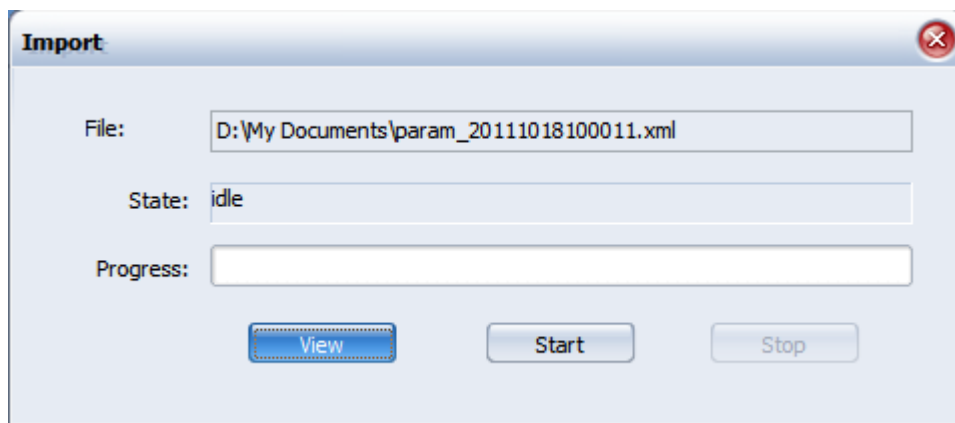 Import
File: D:\My Documents\param_20111018100011.xml
State: idle
Progress:
View Start Stop